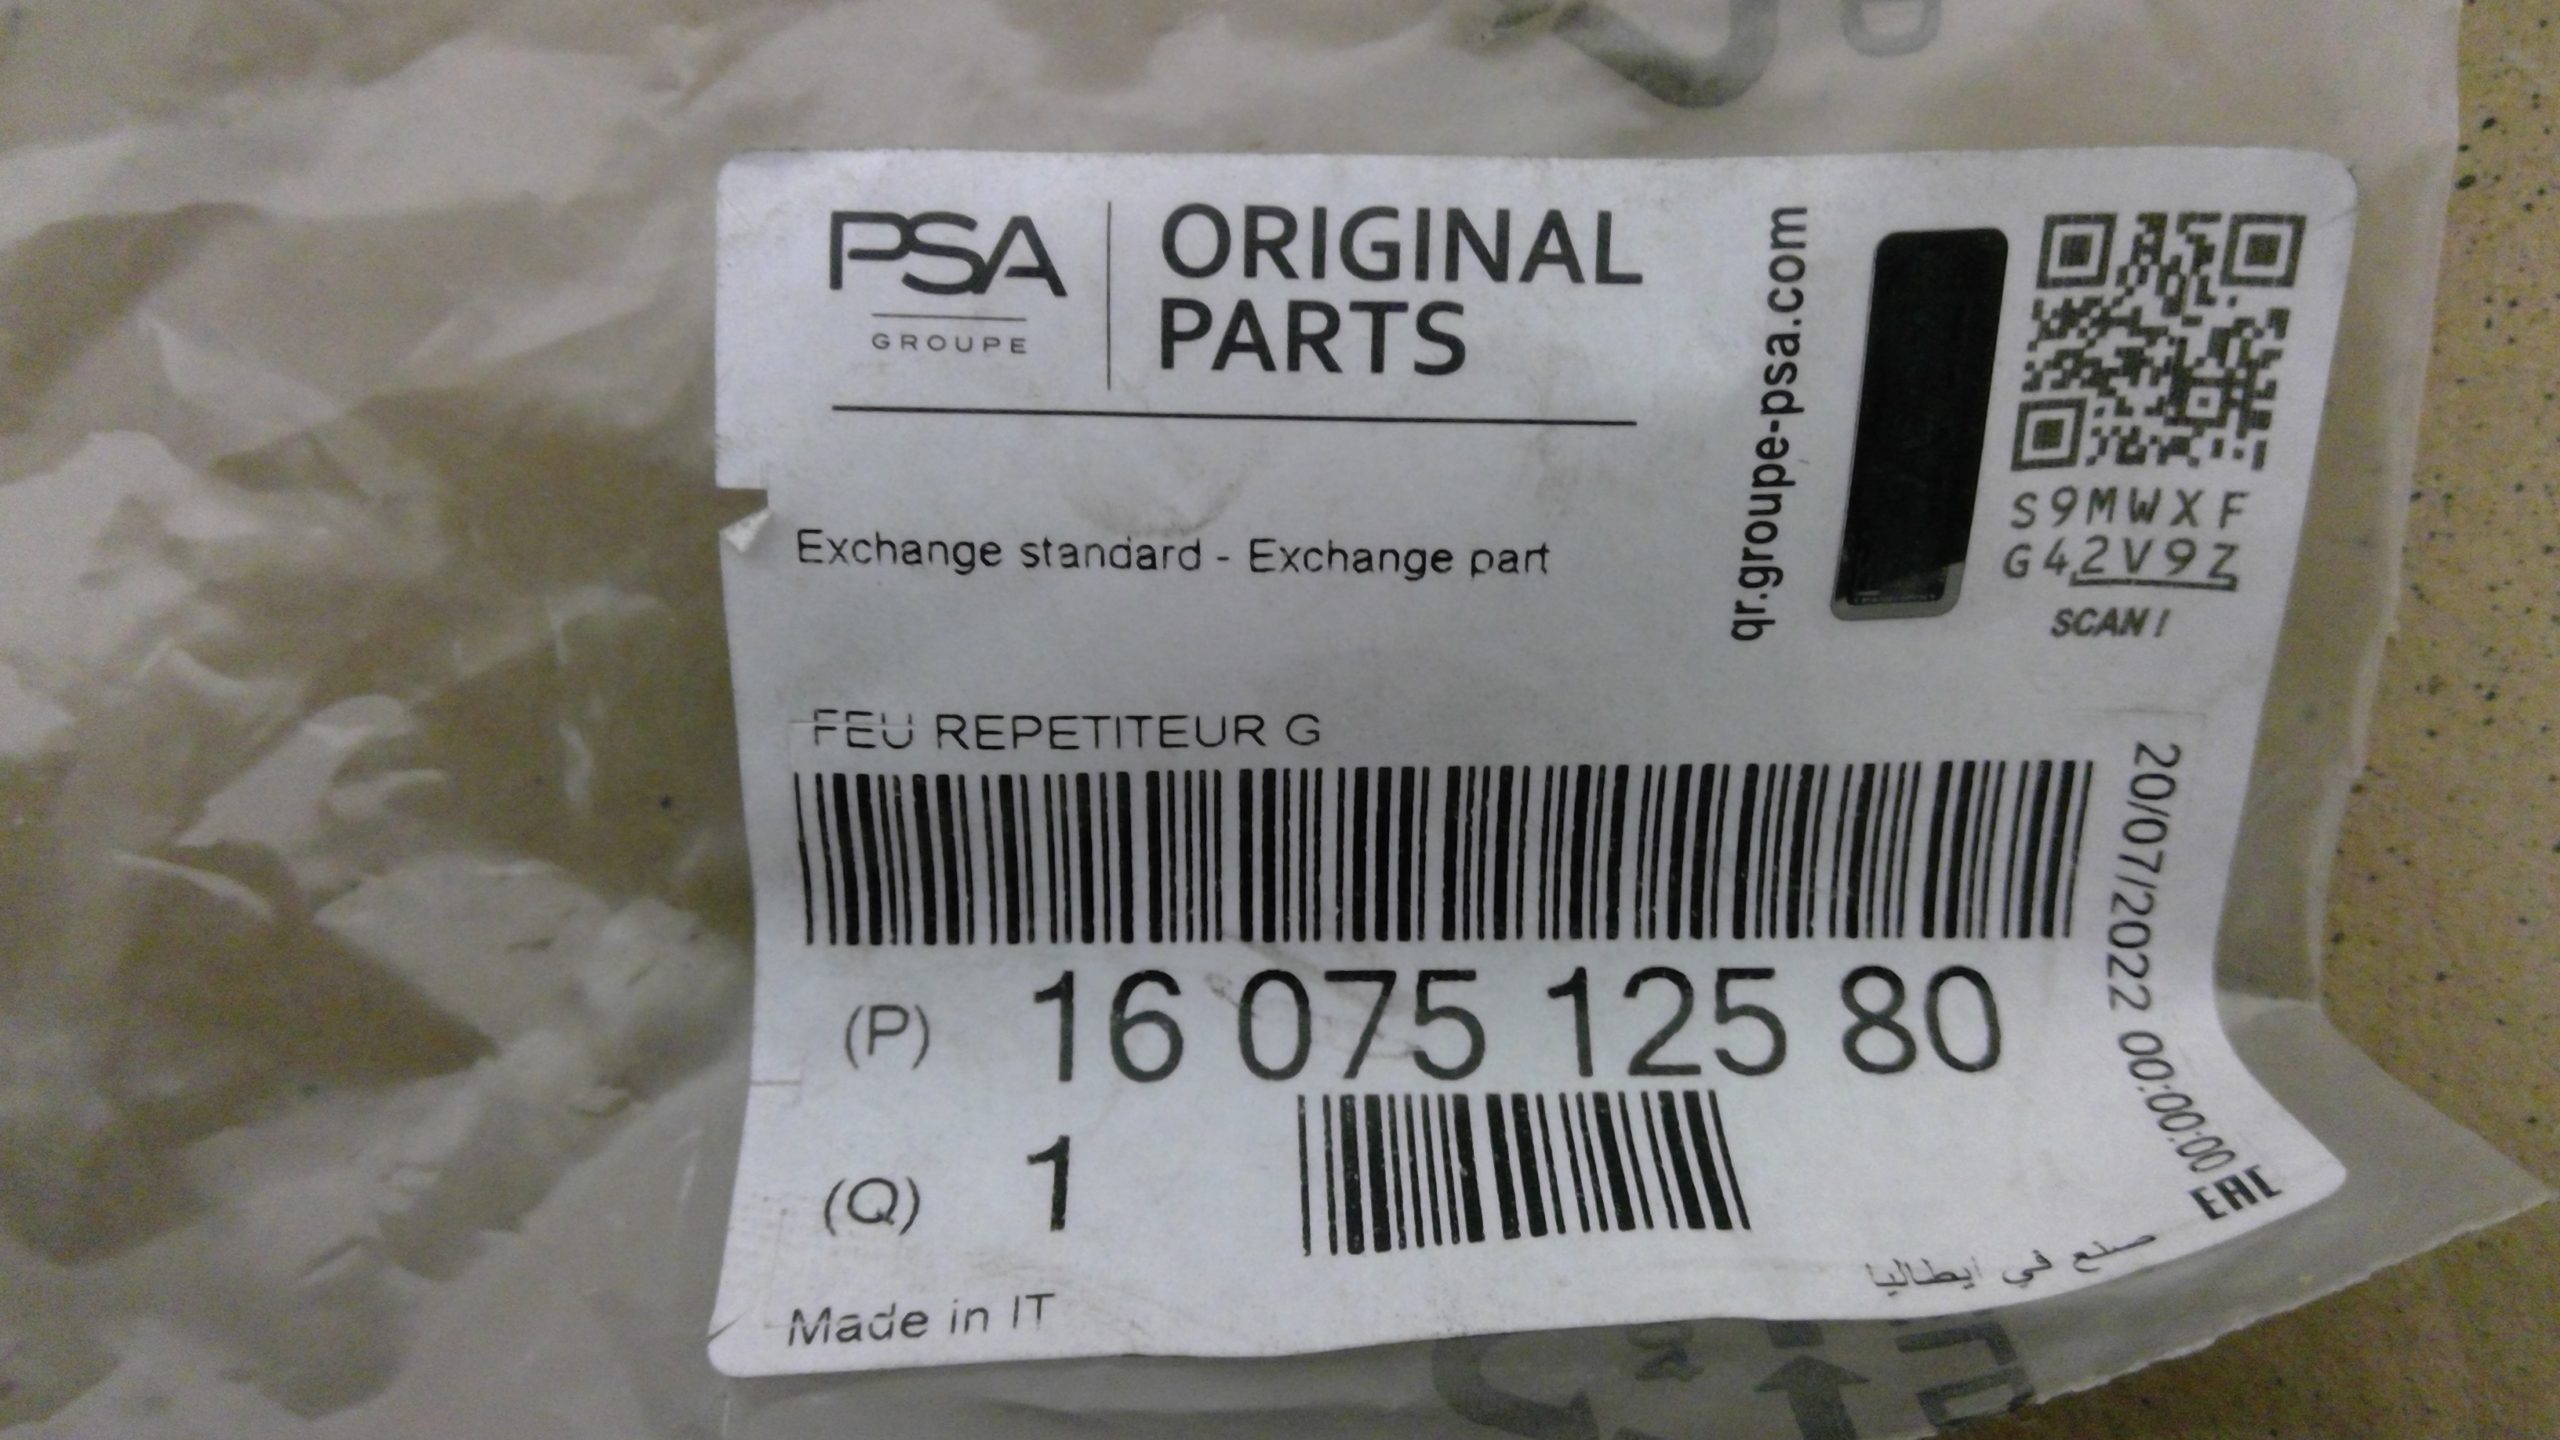 PSA
GROUPE
ORIGINAL
PARTS
qr.groupe-psa.com
S9MWXF
G42V9Z
SCAN!
Exchange standard - Exchange part
FEU REPETITEUR G
(P) 16 075 125 80
(Q) 1
20/07/2022 00:00:00
EAC
Made in IT
صنع في ايطاليا